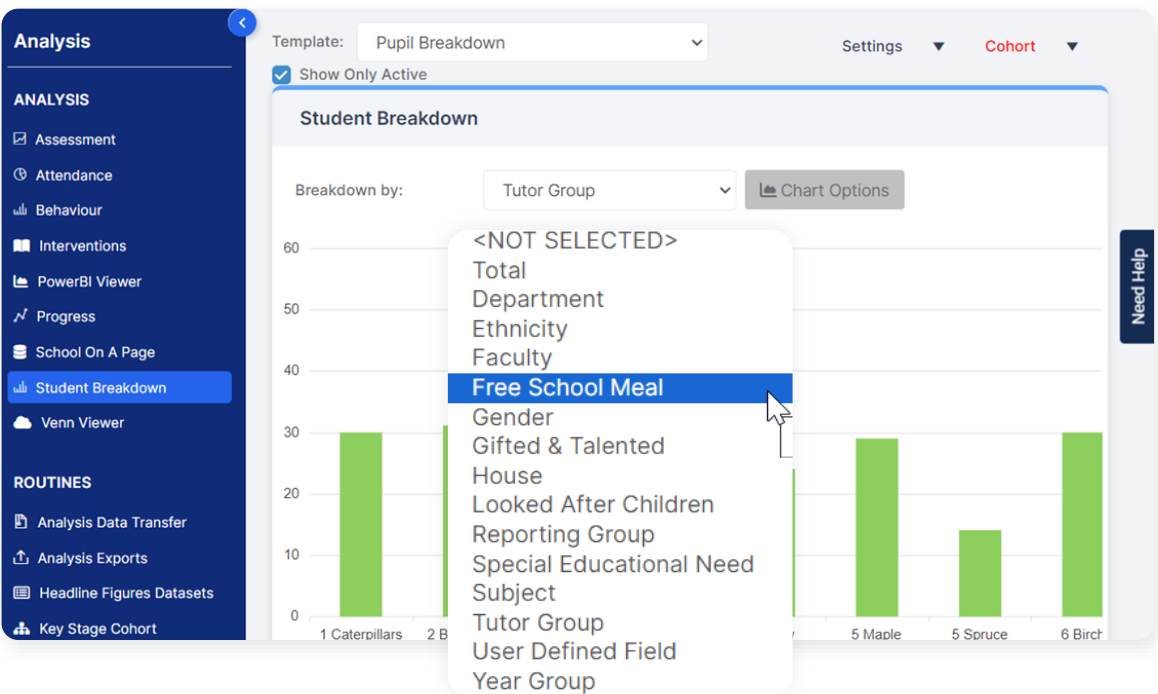 Analysis
ANALYSIS
Assessment
Attendance
Behaviour
Interventions
PowerBI Viewer
Progress
School On A Page
Student Breakdown
Venn Viewer
ROUTINES
Analysis Data Transfer
Analysis Exports
Headline Figures Datasets
Key Stage Cohort
Template: Pupil Breakdown
Settings Cohort
Show Only Active
Student Breakdown
Breakdown by: Tutor Group Chart Options
<NOT SELECTED>
Total
Department
Ethnicity
Faculty
Free School Meal
Gender
Gifted & Talented
House
Looked After Children
Reporting Group
Special Educational Need
Subject
Tutor Group
User Defined Field
Year Group
60
50
40
30
20
10
0
1 Caterpillars 2 B 5 Maple 5 Spruce 6 Birch
Need Help